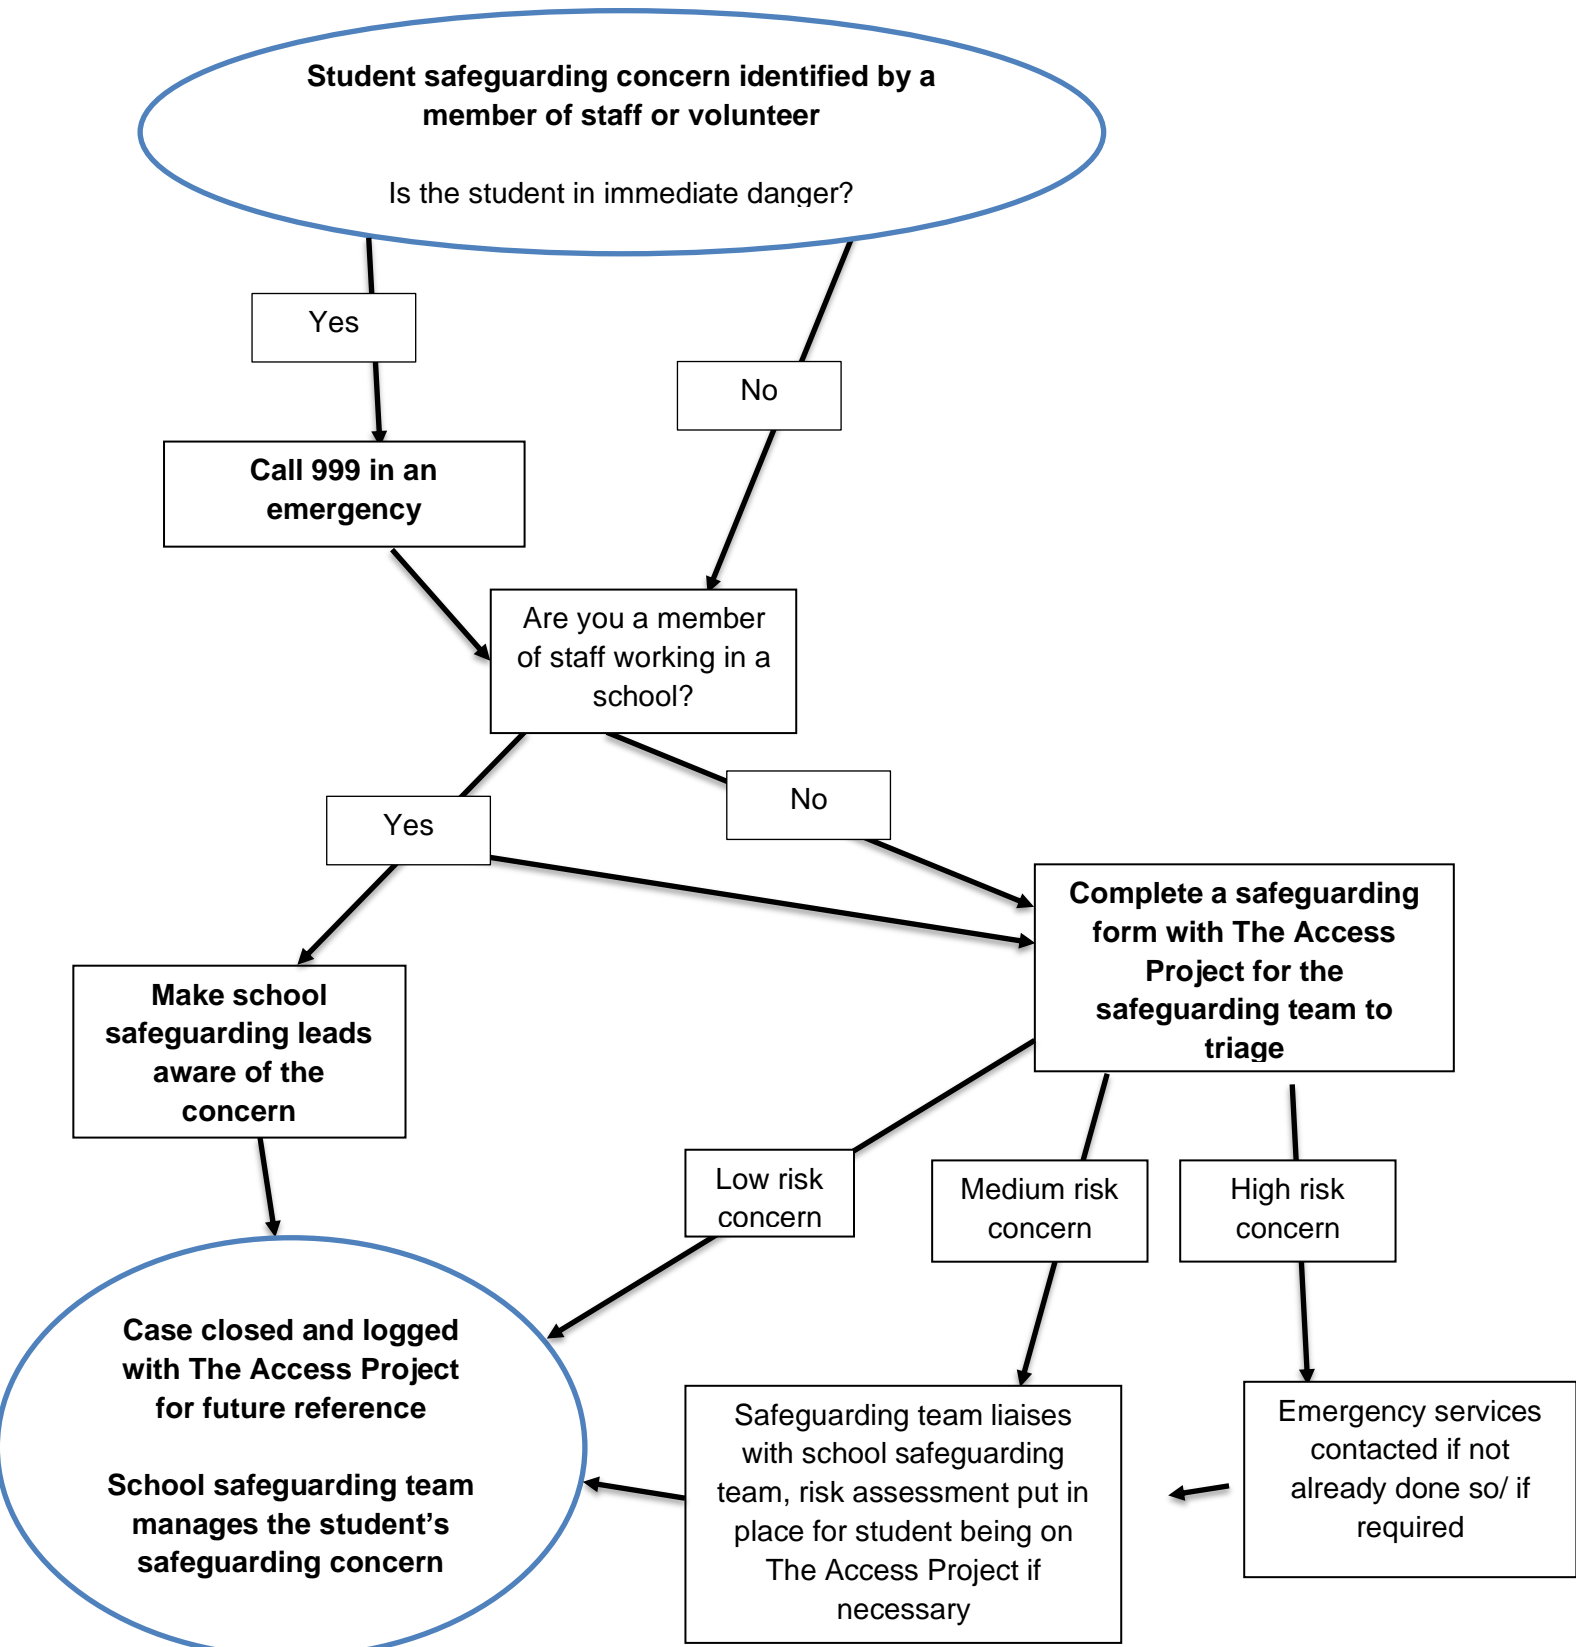 Student safeguarding concern identified by a
member of staff or volunteer
Is the student in immediate danger?
Yes
No
Call 999 in an
emergency
Are you a member
of staff working in a
school?
No
Yes
Complete a safeguarding
form with The Access
Project for the
safeguarding team to
triage
Make school
safeguarding leads
aware of the
concern
Low risk
concern
Medium risk
concern
High risk
concern
Case closed and logged
with The Access Project
for future reference
School safeguarding team
manages the student’s
safeguarding concern
Safeguarding team liaises
with school safeguarding
team, risk assessment put in
place for student being on
The Access Project if
necessary
Emergency services
contacted if not
already done so/ if
required